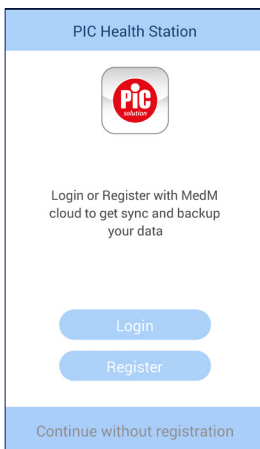 PIC Health Station
PiC
solution
Login or Register with MedM
cloud to get sync and backup
your data
Login
Register
Continue without registration